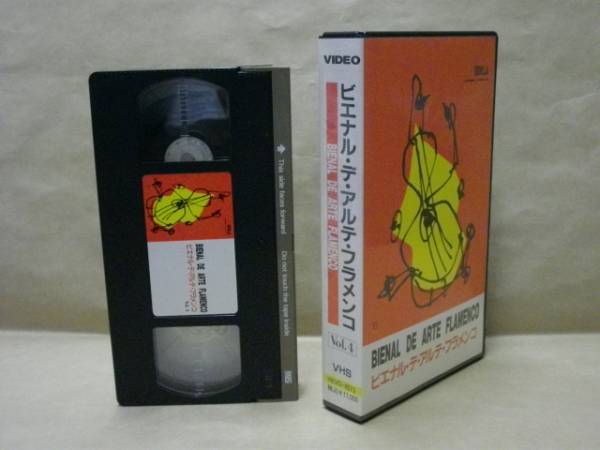 This side faces forward
Do not touch the tape inside
VHS
BIENAL DE ARTE FLAMENCO
ビエナル・デ・アルテ・フラメンコ
VIDEO
ビエナル・デ・アルテ・フラメンコ
BIENAL DE ARTE FLAMENCO
Vol.4
VHS
BIENAL DE ARTE FLAMENCO
ビエナル・デ・アルテ・フラメンコ